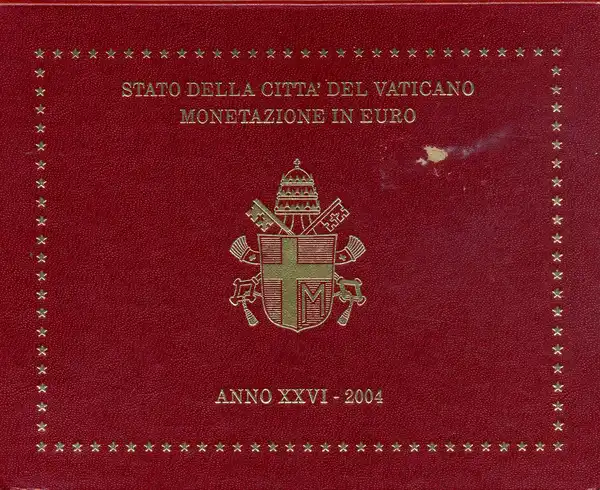 STATO DELLA CITTA' DEL VATICANO
MONETAZIONE IN EURO
M
ANNO XXVI - 2004